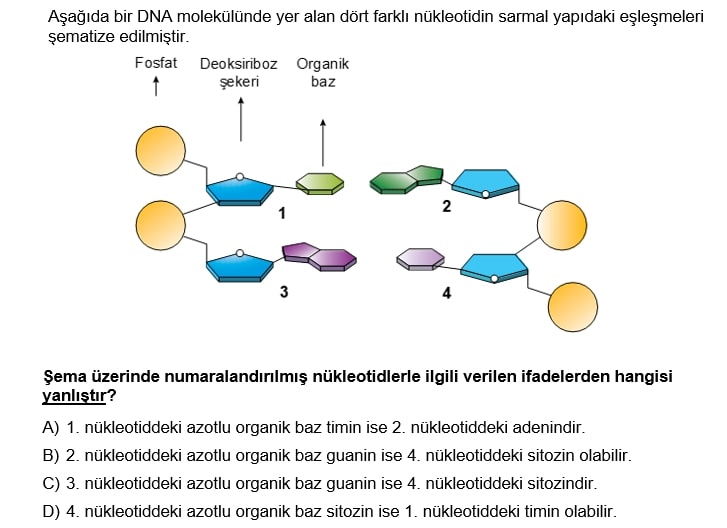 Aşağıda bir DNA molekülünde yer alan dört farklı nükleotidin sarmal yapıdaki eşleşmeleri
şematize edilmiştir.
Fosfat Deoksiriboz Organik
şekeri baz
1
2
3
4
Şema üzerinde numaralandırılmış nükleotidlerle ilgili verilen ifadelerden hangisi
yanlıştır?
A) 1. nükleotiddeki azotlu organik baz timin ise 2. nükleotiddeki adenindir.
B) 2. nükleotiddeki azotlu organik baz guanin ise 4. nükleotiddeki sitozin olabilir.
C) 3. nükleotiddeki azotlu organik baz guanin ise 4. nükleotiddeki sitozindir.
D) 4. nükleotiddeki azotlu organik baz sitozin ise 1. nükleotiddeki timin olabilir.